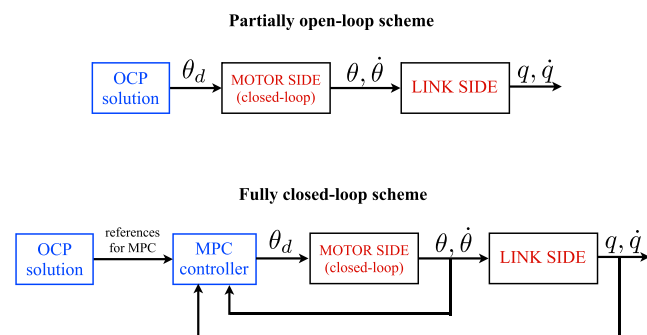 Partially open-loop scheme
OCP
solution
θ_d
MOTOR SIDE
(closed-loop)
θ, θ̇
LINK SIDE
q, q̇
Fully closed-loop scheme
OCP
solution
references
for MPC
MPC
controller
θ_d
MOTOR SIDE
(closed-loop)
θ, θ̇
LINK SIDE
q, q̇